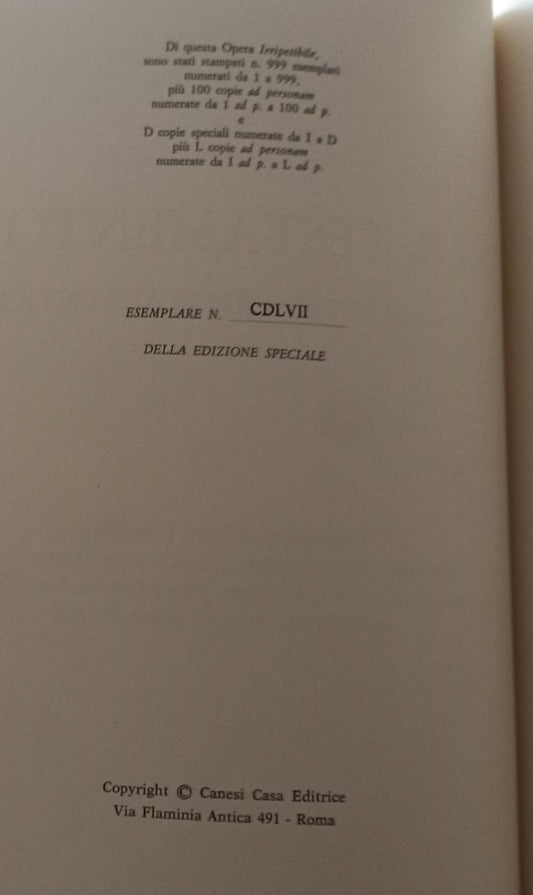 Di questa Opera Irripetibile,
sono stati stampati n. 999 esemplari
numerati da 1 a 999,
più 100 copie ad personam
numerate da 1 ad p. a 100 ad p.
e
D copie speciali numerate da I a D
più L copie ad personam
numerate da I ad p. a L ad p.
ESEMPLARE N. CDLVII
DELLA EDIZIONE SPECIALE
Copyright © Canesi Casa Editrice
Via Flaminia Antica 491 - Roma